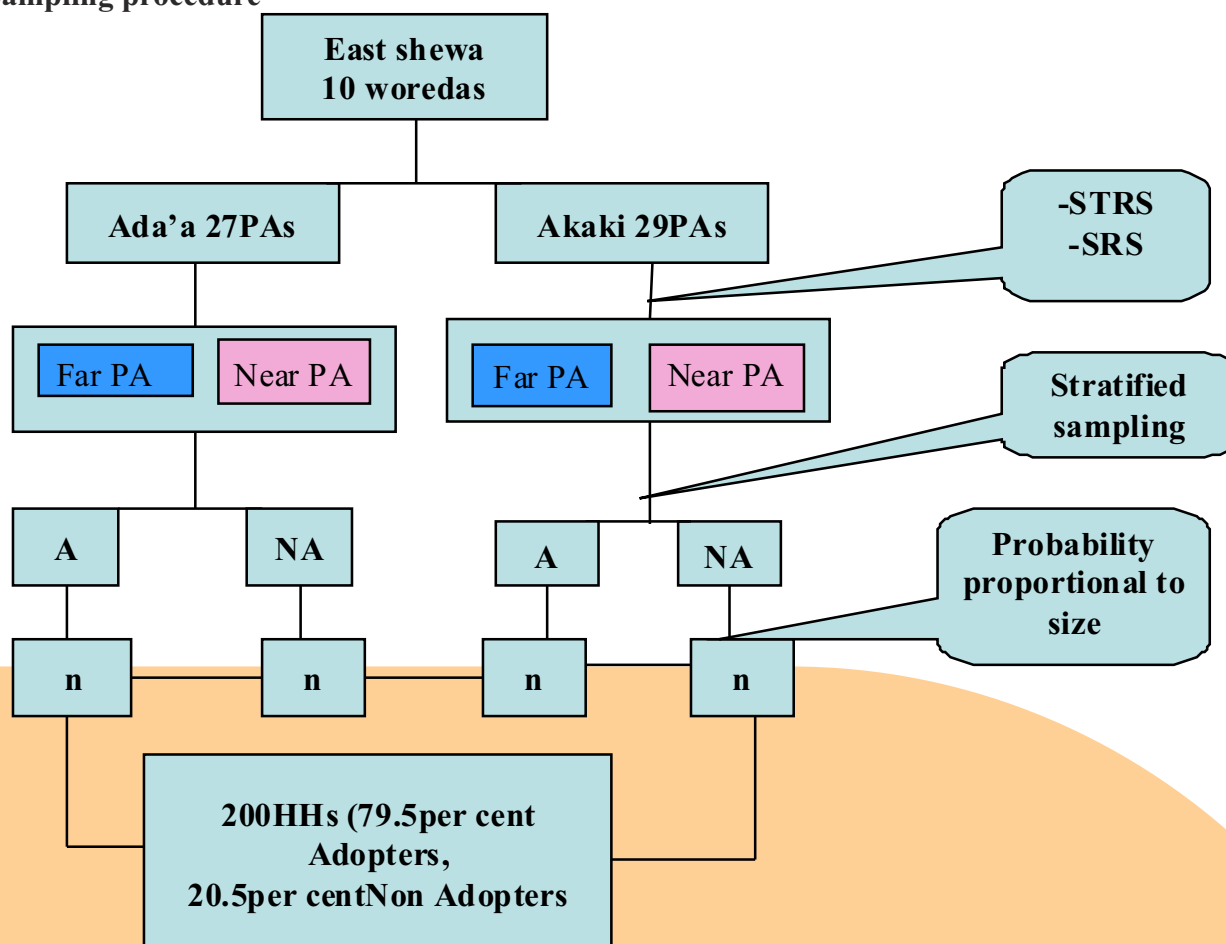 sampling procedure
East shewa
10 woredas
Ada’a 27PAs
Akaki 29PAs
-STRS
-SRS
Far PA
Near PA
Far PA
Near PA
Stratified
sampling
A
NA
A
NA
Probability
proportional to
size
n
n
n
n
200HHs (79.5per cent
Adopters,
20.5per centNon Adopters